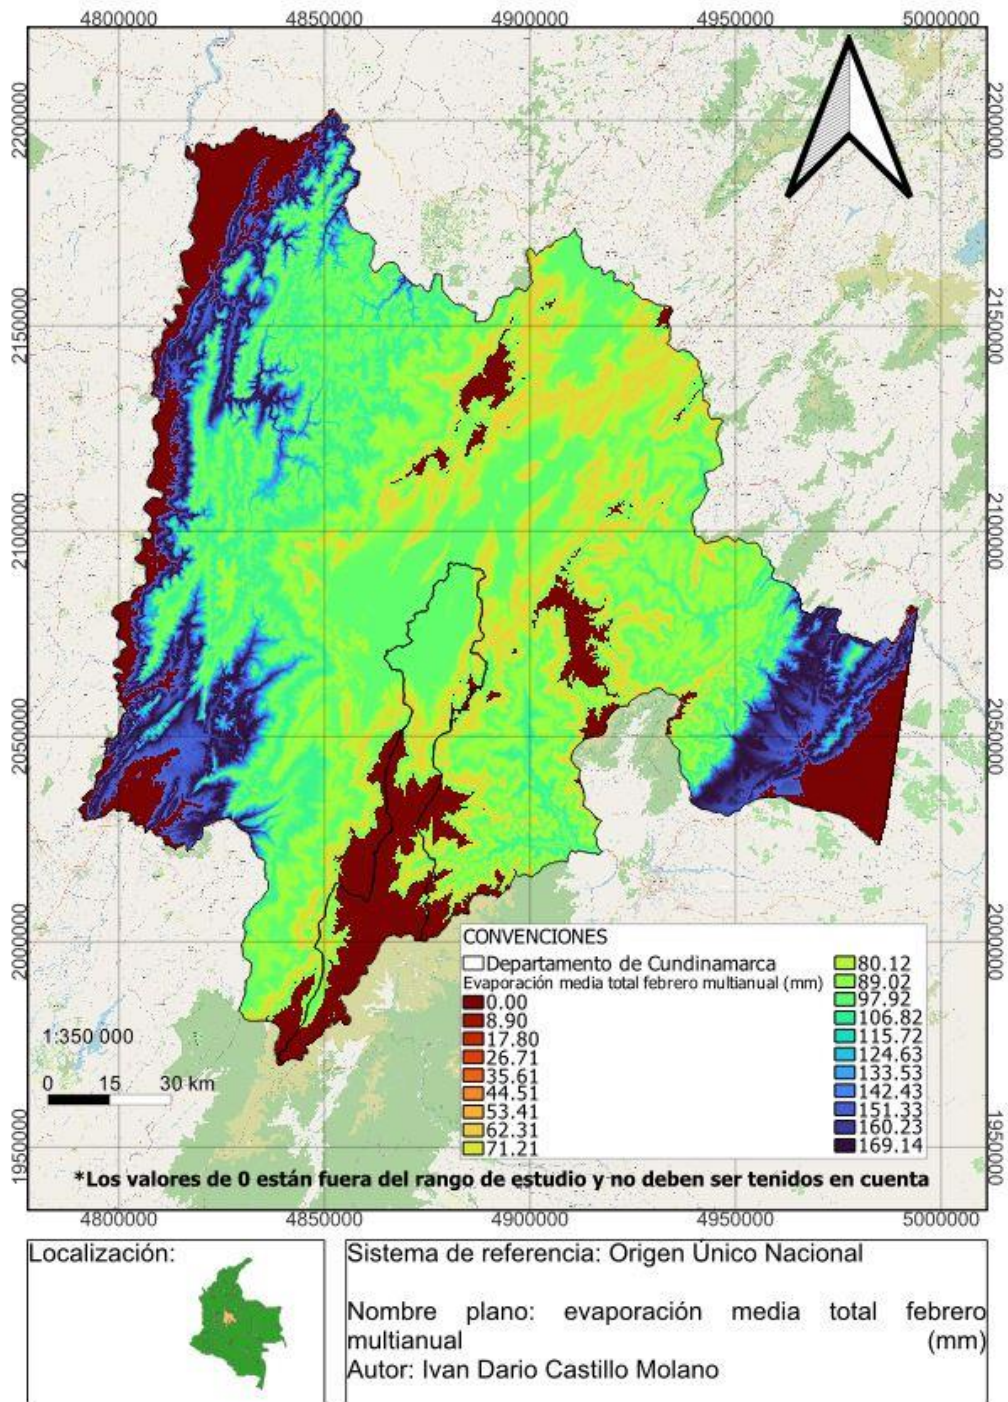 4800000 4850000 4900000 4950000 5000000
2200000 2200000
2150000 2150000
2100000 2100000
2050000 2050000
2000000 2000000
1950000 1950000
CONVENCIONES
Departamento de Cundinamarca
Evaporación media total febrero multianual (mm)
0.00
8.90
17.80
26.71
35.61
44.51
53.41
62.31
71.21
80.12
89.02
97.92
106.82
115.72
124.63
133.53
142.43
151.33
160.23
169.14
1:350 000
0 15 30 km
*Los valores de 0 están fuera del rango de estudio y no deben ser tenidos en cuenta
4800000 4850000 4900000 4950000 5000000
Localización:
Sistema de referencia: Origen Único Nacional
Nombre plano: evaporación media total febrero
multianual (mm)
Autor: Ivan Dario Castillo Molano